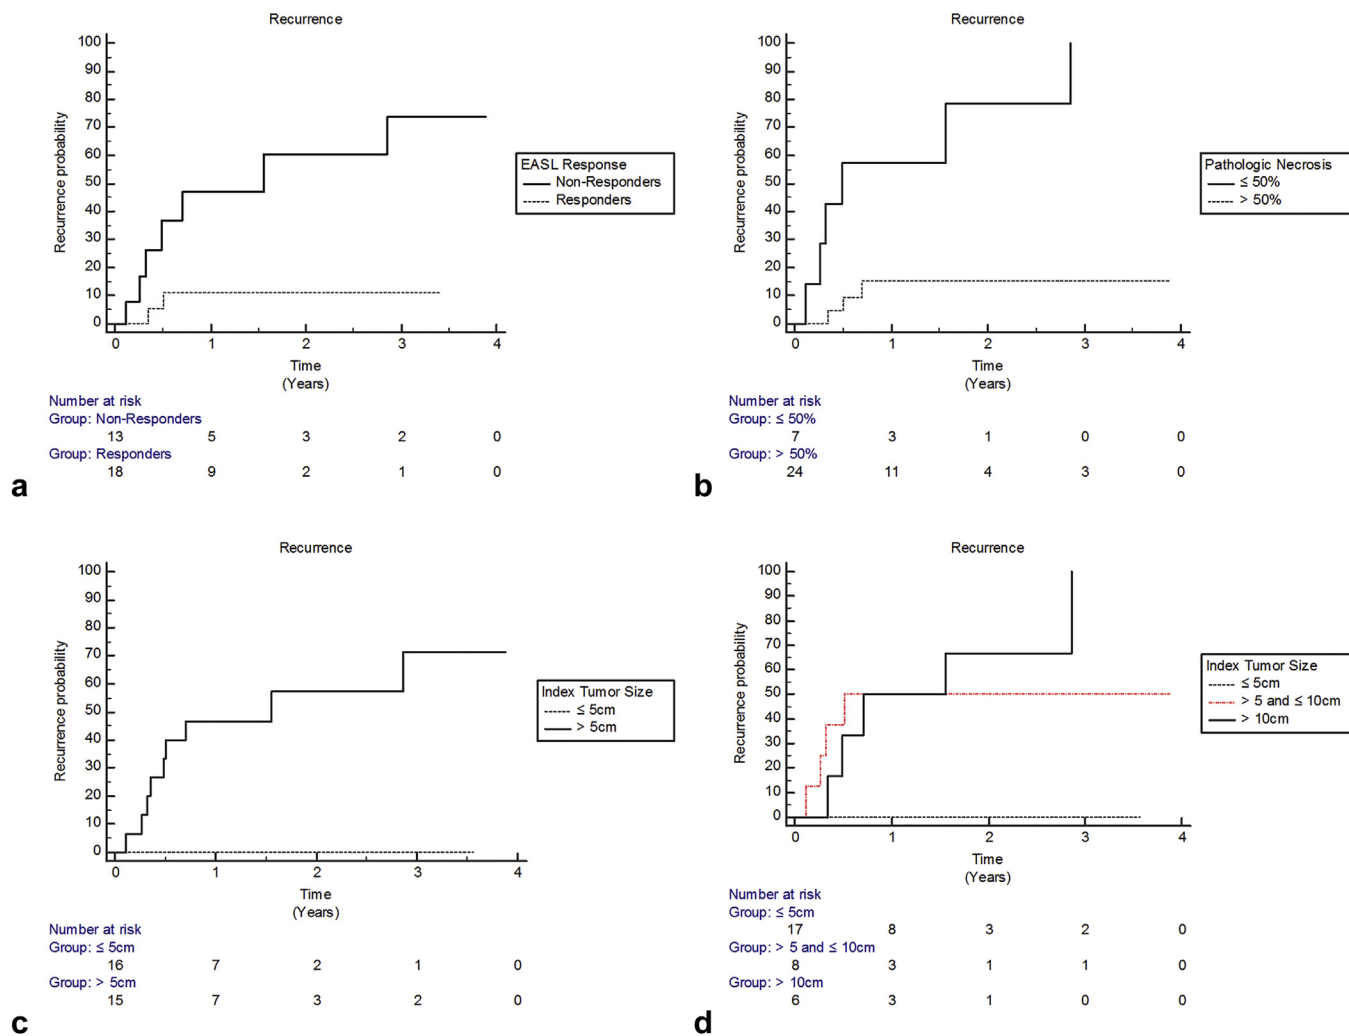 Recurrence
Recurrence probability
100
90
80
70
60
50
40
30
20
10
0
0 1 2 3 4
Time
(Years)
EASL Response
Non-Responders
Responders
Number at risk
Group: Non-Responders
13 5 3 2 0
Group: Responders
18 9 2 1 0
a
Recurrence
Recurrence probability
100
90
80
70
60
50
40
30
20
10
0
0 1 2 3 4
Time
(Years)
Pathologic Necrosis
≤ 50%
> 50%
Number at risk
Group: ≤ 50%
7 3 1 0 0
Group: > 50%
24 11 4 3 0
b
Recurrence
Recurrence probability
100
90
80
70
60
50
40
30
20
10
0
0 1 2 3 4
Time
(Years)
Index Tumor Size
≤ 5cm
> 5cm
Number at risk
Group: ≤ 5cm
16 7 2 1 0
Group: > 5cm
15 7 3 2 0
c
Recurrence
Recurrence probability
100
90
80
70
60
50
40
30
20
10
0
0 1 2 3 4
Time
(Years)
Index Tumor Size
≤ 5cm
> 5 and ≤ 10cm
> 10cm
Number at risk
Group: ≤ 5cm
17 8 3 2 0
Group: > 5 and ≤ 10cm
8 3 1 1 0
Group: > 10cm
6 3 1 0 0
d